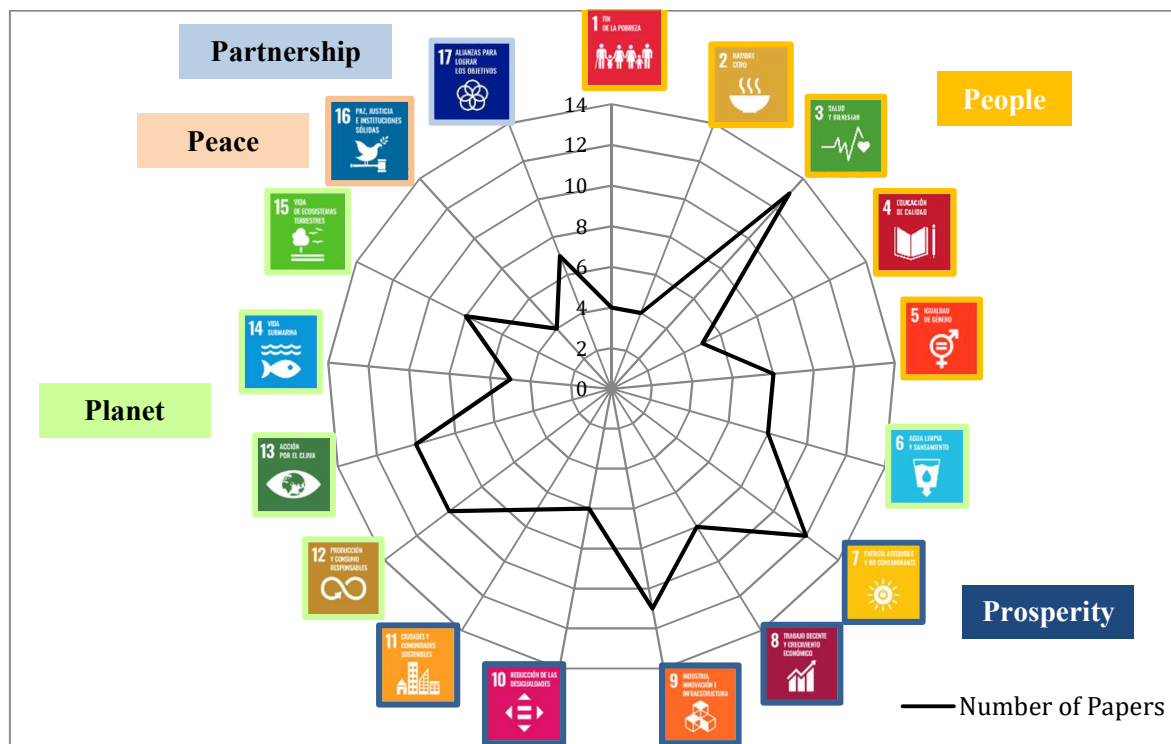 Partnership
Peace
Planet
People
Prosperity
1 FIN
DE LA POBREZA
2 HAMBRE
CERO
3 SALUD
Y BIENESTAR
4 EDUCACIÓN
DE CALIDAD
5 IGUALDAD
DE GÉNERO
6 AGUA LIMPIA
Y SANEAMIENTO
7 ENERGÍA ASEQUIBLE
Y NO CONTAMINANTE
8 TRABAJO DECENTE
Y CRECIMIENTO
ECONÓMICO
9 INDUSTRIA,
INNOVACIÓN E
INFRAESTRUCTURA
10 REDUCCIÓN DE LAS
DESIGUALDADES
11 CIUDADES Y
COMUNIDADES
SOSTENIBLES
12 PRODUCCIÓN
Y CONSUMO
RESPONSABLES
13 ACCIÓN
POR EL CLIMA
14 VIDA
SUBMARINA
15 VIDA
DE ECOSISTEMAS
TERRESTRES
16 PAZ, JUSTICIA
E INSTITUCIONES
SÓLIDAS
17 ALIANZAS PARA
LOGRAR
LOS OBJETIVOS
14
12
10
8
6
4
2
0
Number of Papers